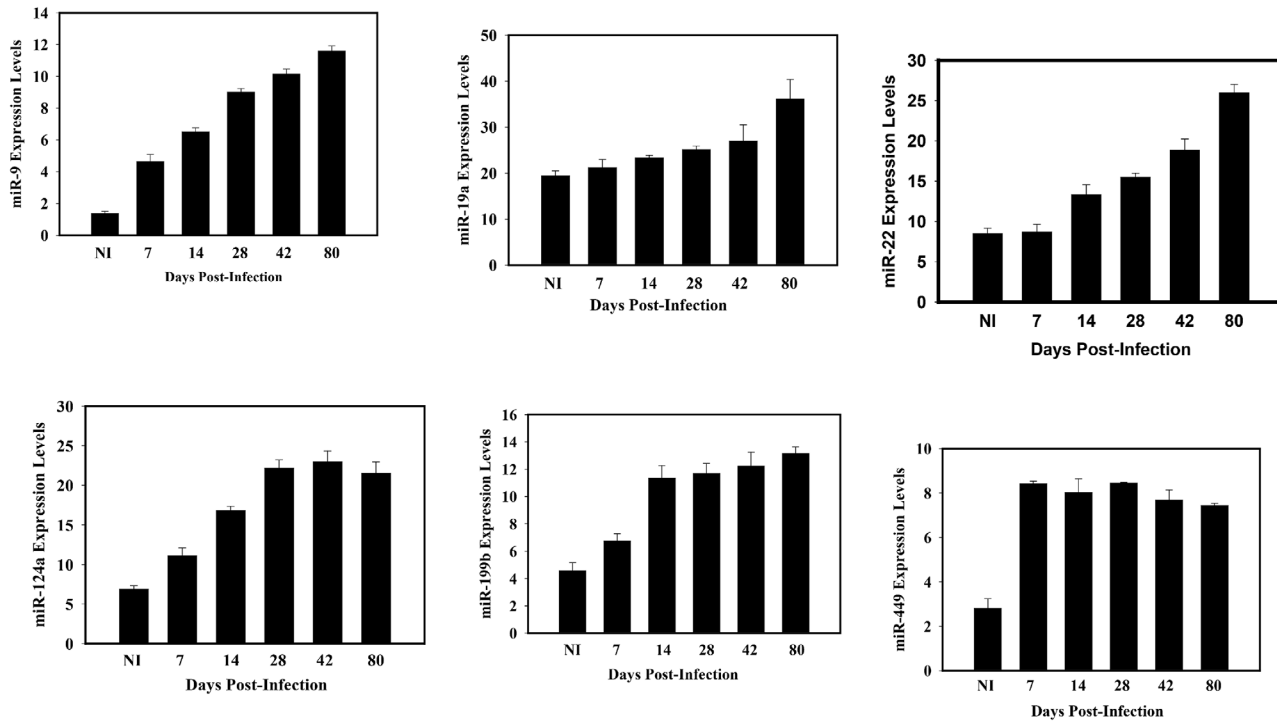 miR-9 Expression Levels
14
12
10
8
6
4
2
0
NI 7 14 28 42 80
Days Post-Infection
miR-19a Expression Levels
50
40
30
20
10
0
NI 7 14 28 42 80
Days Post-Infection
miR-22 Expression Levels
30
25
20
15
10
5
0
NI 7 14 28 42 80
Days Post-Infection
miR-124a Expression Levels
30
25
20
15
10
5
0
NI 7 14 28 42 80
Days Post-Infection
miR-199b Expression Levels
16
14
12
10
8
6
4
2
0
NI 7 14 28 42 80
Days Post-Infection
miR-449 Expression Levels
10
8
6
4
2
0
NI 7 14 28 42 80
Days Post-Infection